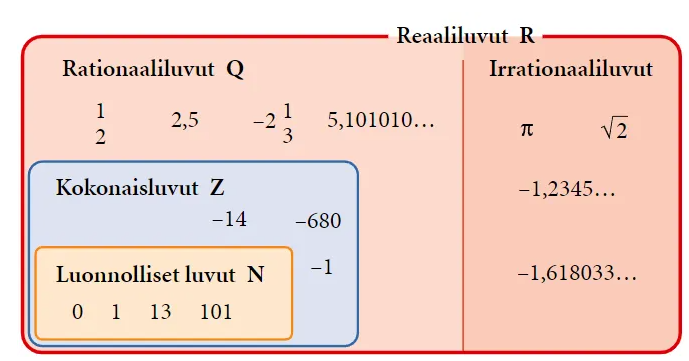 Reaaliluvut R
Rationaaliluvut Q
Irrationaaliluvut
1/2 2,5 –2 1/3 5,101010…
π √2
Kokonaisluvut Z
–1,2345…
–14 –680
Luonnolliset luvut N
–1
–1,618033…
0 1 13 101